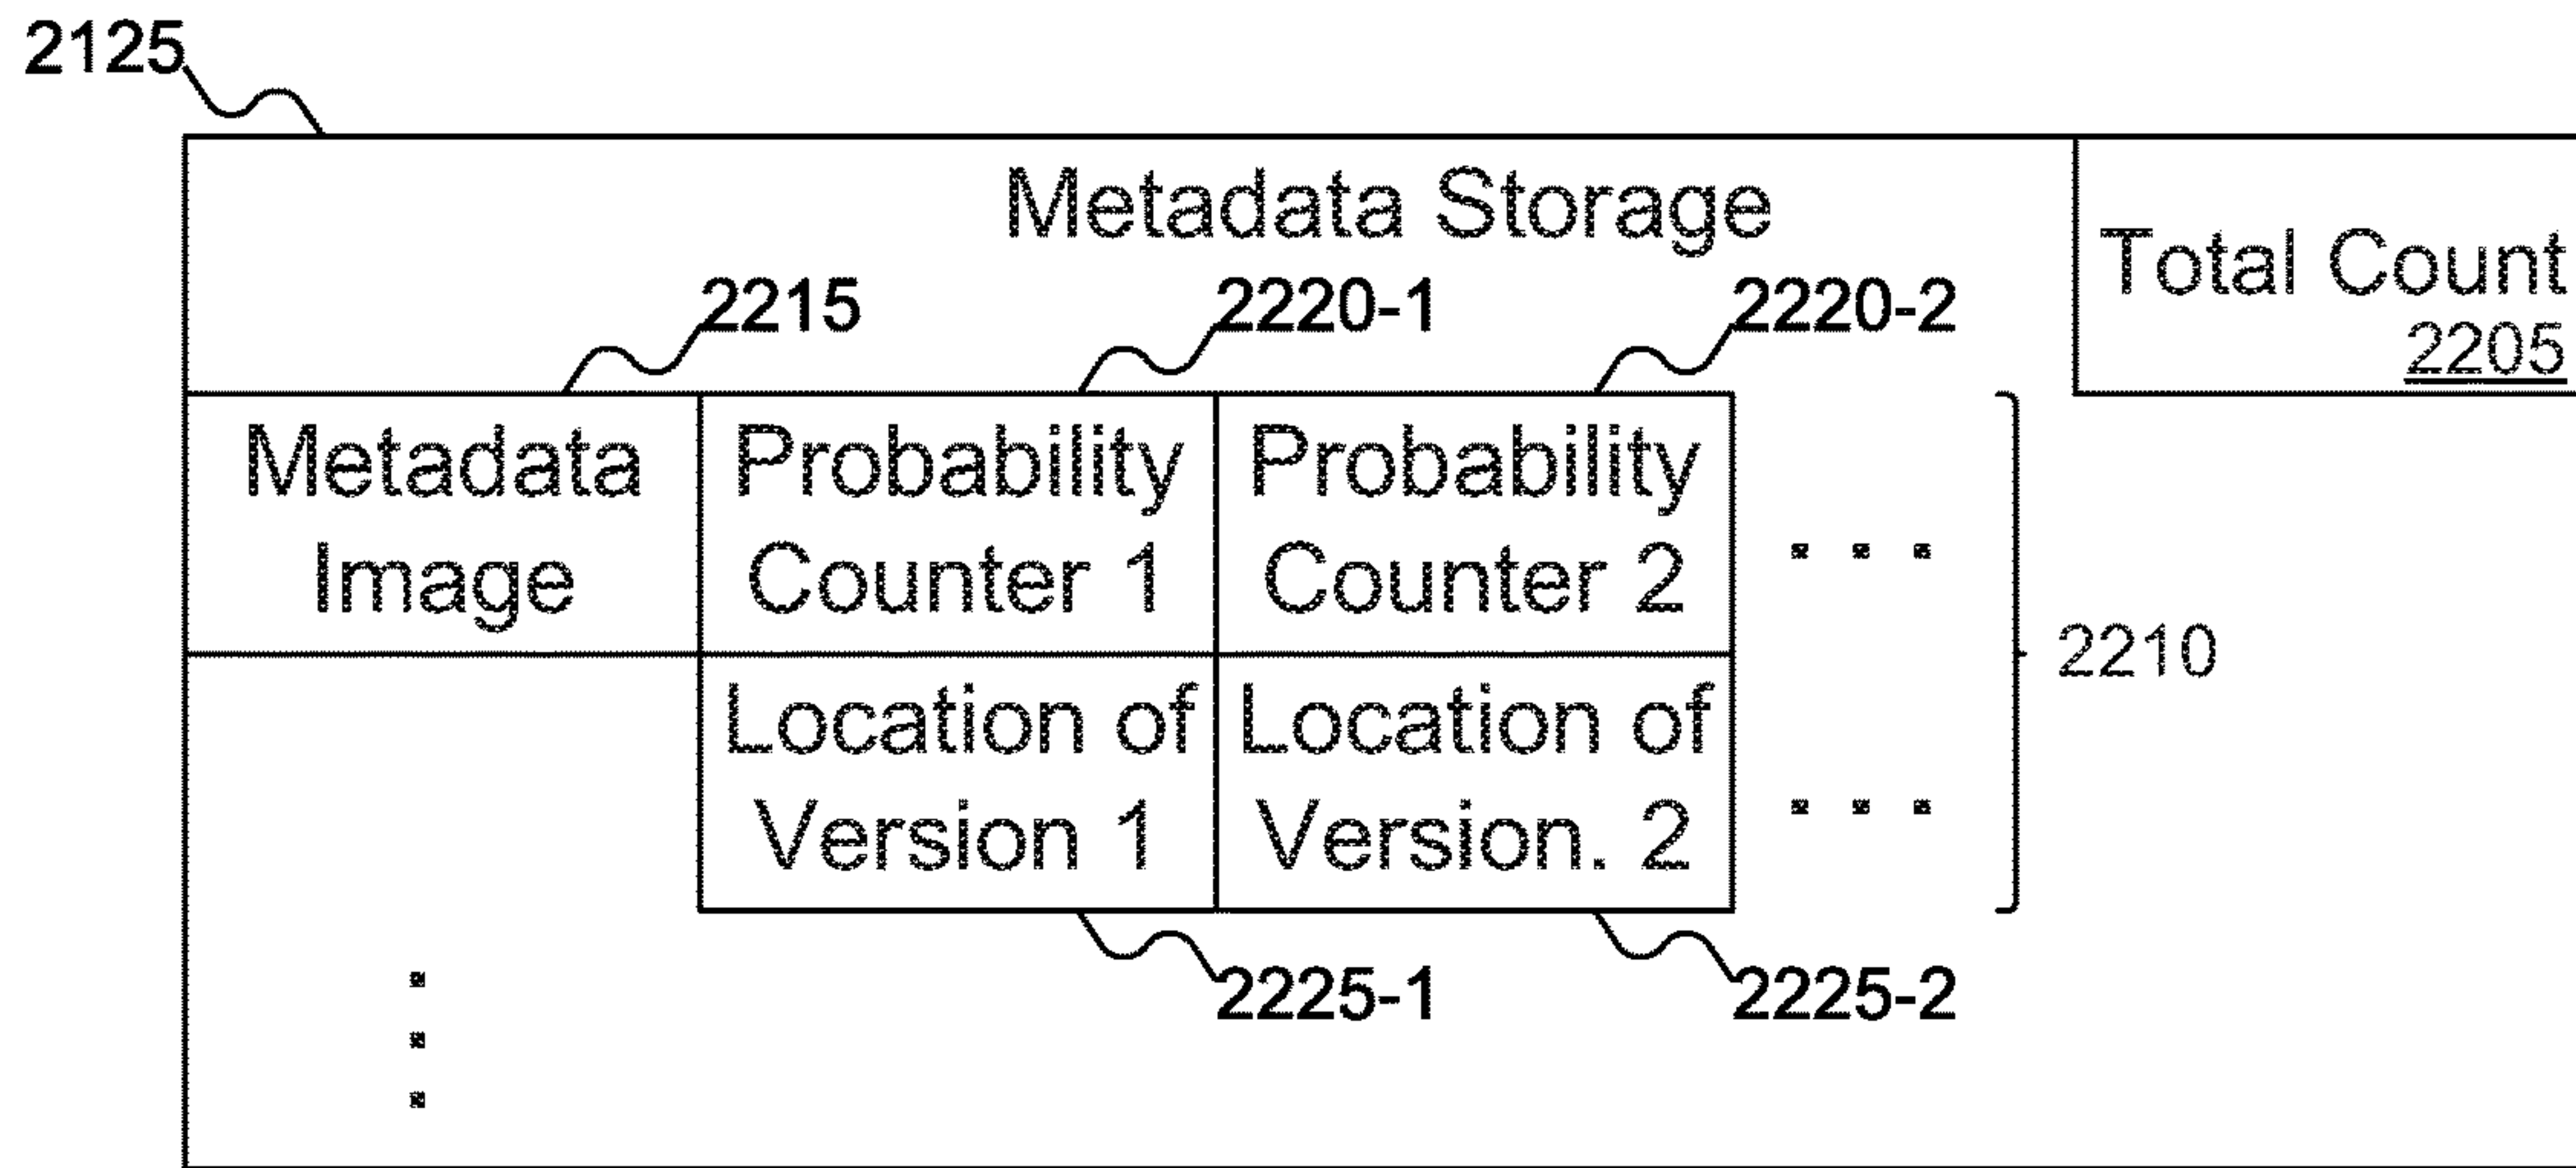 2125
Metadata Storage
Total Count
2205
2215
2220-1
2220-2
Metadata
Image
Probability
Counter 1
Probability
Counter 2
. . .
2210
Location of
Version 1
Location of
Version. 2
. . .
2225-1
2225-2